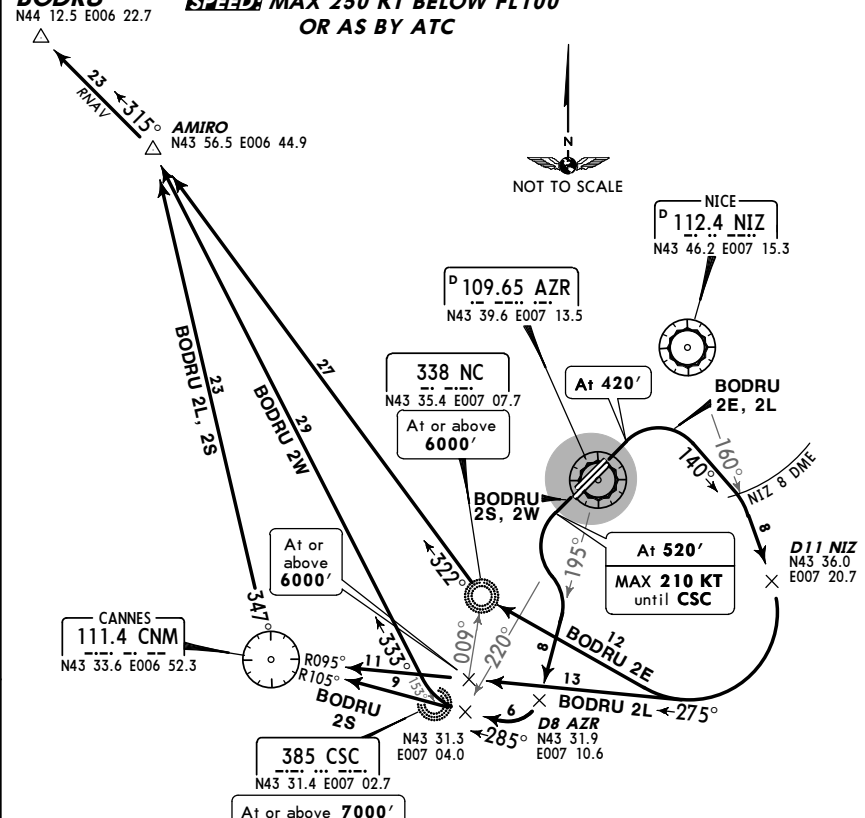 BODRU
N44 12.5 E006 22.7
SPEED: MAX 250 KT BELOW FL100
OR AS BY ATC
23
RNAV
315°
AMIRO
N43 56.5 E006 44.9
N
NOT TO SCALE
NICE
D 112.4 NIZ
N43 46.2 E007 15.3
D 109.65 AZR
N43 39.6 E007 13.5
338 NC
N43 35.4 E007 07.7
At or above
6000'
At 420'
BODRU
2E, 2L
140°
160°
NIZ 8 DME
8
D11 NIZ
N43 36.0
E007 20.7
BODRU 2L, 2S
23
BODRU 2W
29
27
BODRU
2S, 2W
At 520'
MAX 210 KT
until CSC
195°
8
At or
above
6000'
322°
009°
220°
12
BODRU 2E
13
BODRU 2L
275°
347°
CANNES
111.4 CNM
N43 33.6 E006 52.3
333°
153°
R095°
11
R105°
9
BODRU
2S
6
285°
D8 AZR
N43 31.9
E007 10.6
N43 31.3
E007 04.0
385 CSC
N43 31.4 E007 02.7
At or above 7000'